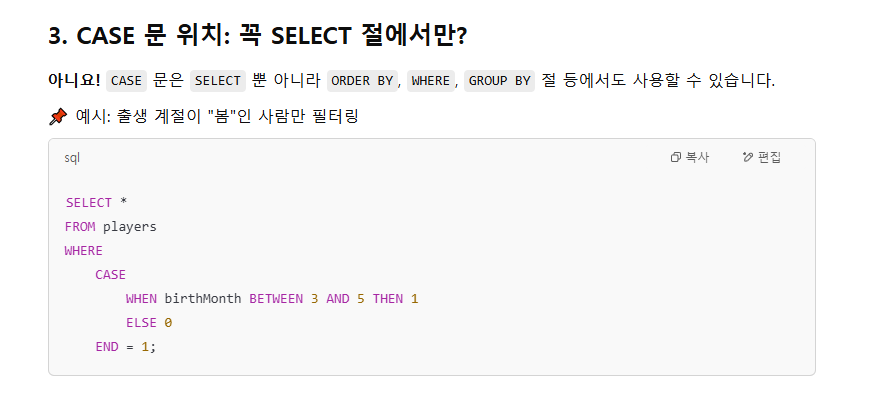 3. CASE 문 위치: 꼭 SELECT 절에서만?
아니요! CASE 문은 SELECT 뿐 아니라 ORDER BY, WHERE, GROUP BY 절 등에서도 사용할 수 있습니다.
📌 예시: 출생 계절이 "봄"인 사람만 필터링
sql 복사 편집
SELECT *
FROM players
WHERE
    CASE
        WHEN birthMonth BETWEEN 3 AND 5 THEN 1
        ELSE 0
    END = 1;